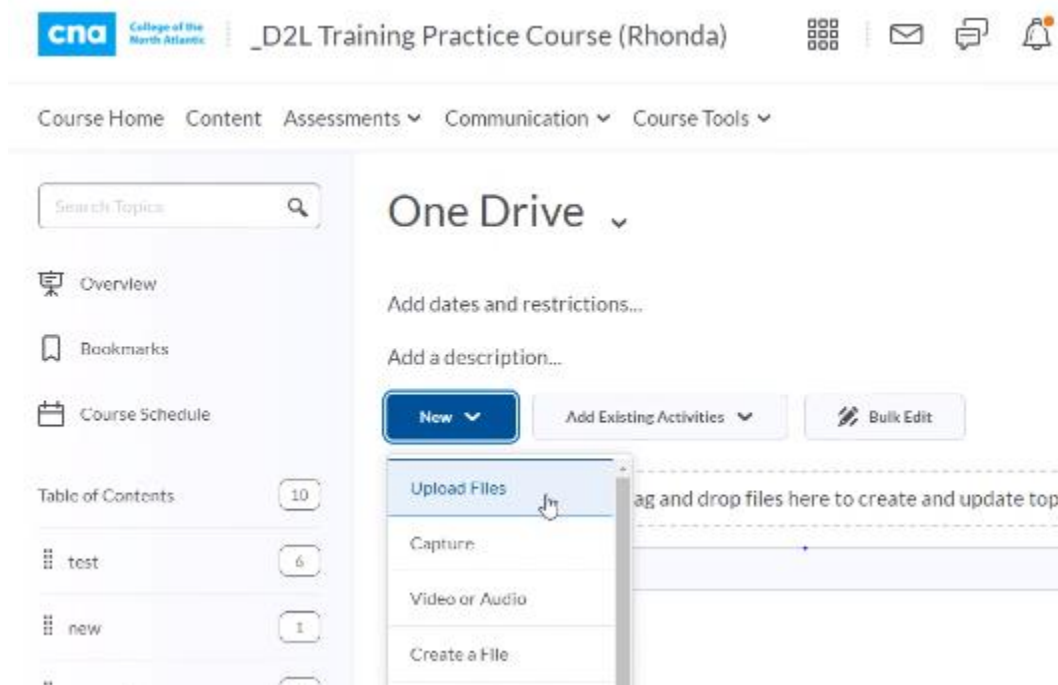 cna College of the North Atlantic
_D2L Training Practice Course (Rhonda)
Course Home Content Assessments Communication Course Tools
Search Topics
One Drive
Overview
Add dates and restrictions...
Bookmarks
Add a description...
Course Schedule
New
Add Existing Activities
Bulk Edit
Table of Contents 10
Upload Files
ag and drop files here to create and update top
Capture
test 6
Video or Audio
new 1
Create a File